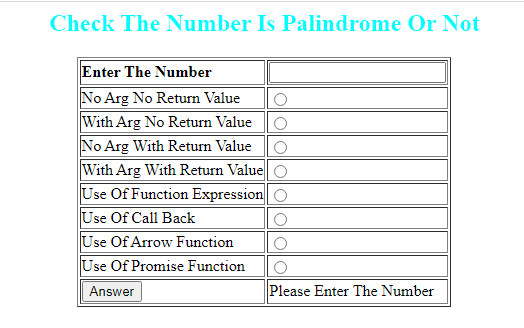 Check The Number Is Palindrome Or Not
Enter The Number
No Arg No Return Value
With Arg No Return Value
No Arg With Return Value
With Arg With Return Value
Use Of Function Expression
Use Of Call Back
Use Of Arrow Function
Use Of Promise Function
Answer Please Enter The Number